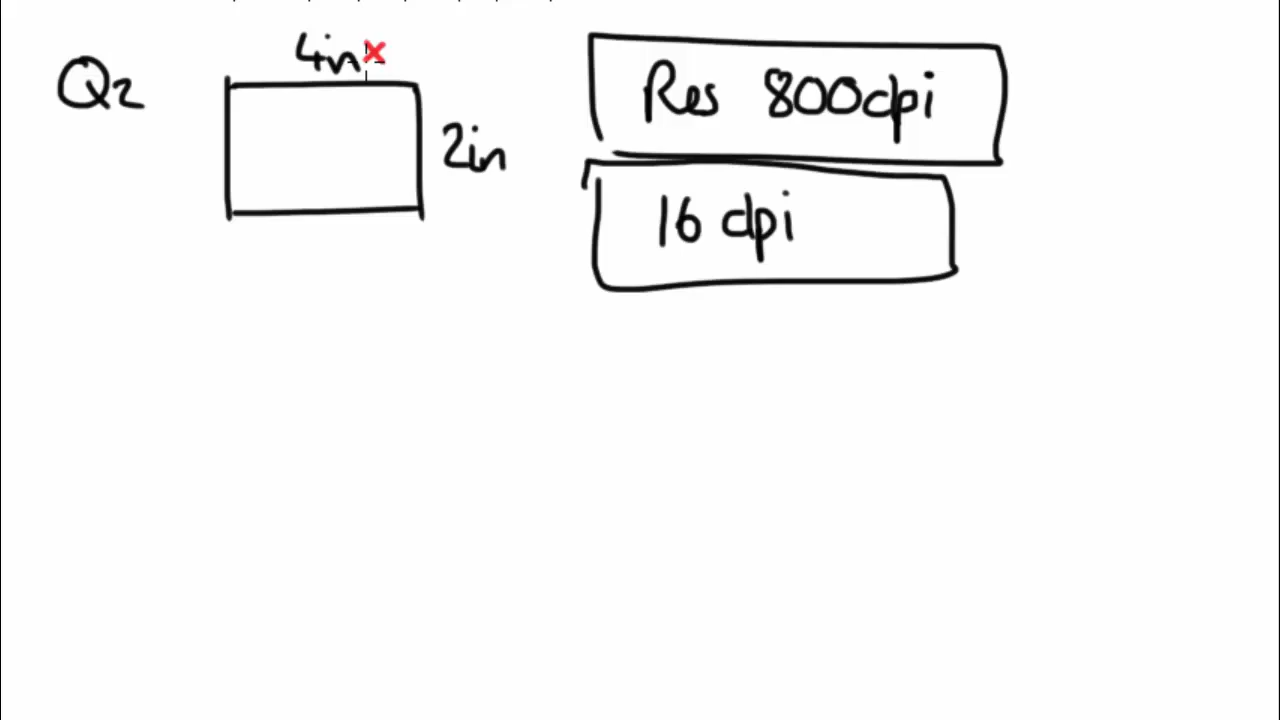 Q2
4in
2in
Res 800dpi
16 dpi